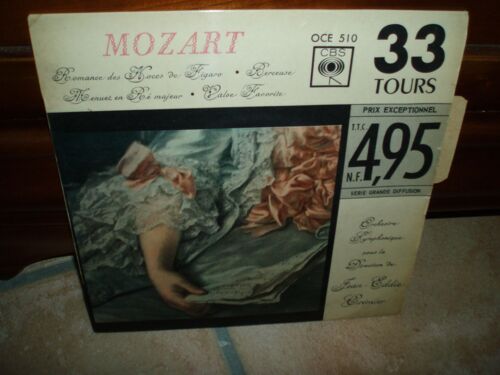 MOZART
Romance des Noces de Figaro • Berceuse
Menuet en Ré majeur • Valse Favorite
OCE 510
CBS
33
TOURS
PRIX EXCEPTIONNEL
T.T.C.
N.F.
4,95
SERIE GRANDE DIFFUSION
Orchestre
Symphonique
sous la
Direction de
Jean-Eddie
Crémier